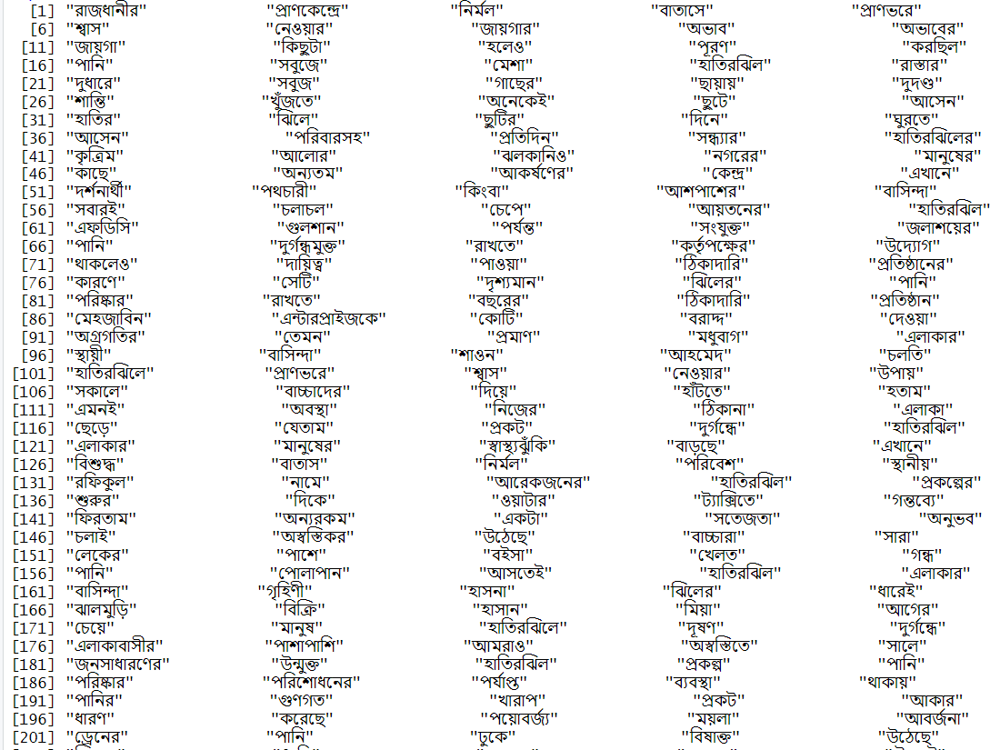 [1] "রাজধানীর" "প্রাণকেন্দ্রে" "নির্মল" "বাতাসে" "প্রাণভরে"
[6] "শ্বাস" "নেওয়ার" "জায়গার" "অভাব" "অভাবের"
[11] "জায়গা" "কিছুটা" "হলেও" "পূরণ" "করছিল"
[16] "পানি" "সবুজে" "মেশা" "হাতিরঝিল" "রাস্তার"
[21] "দুধারে" "সবুজ" "গাছের" "ছায়ায়" "দুদণ্ড"
[26] "শান্তি" "খুঁজতে" "অনেকেই" "ছুটে" "আসেন"
[31] "হাতির" "ঝিলে" "ছুটির" "দিনে" "ঘুরতে"
[36] "আসেন" "পরিবারসহ" "প্রতিদিন" "সন্ধ্যার" "হাতিরঝিলের"
[41] "কৃত্রিম" "আলোর" "ঝলকানিও" "নগরের" "মানুষের"
[46] "কাছে" "অন্যতম" "আকর্ষণের" "কেন্দ্র" "এখানে"
[51] "দর্শনার্থী" "পথচারী" "কিংবা" "আশপাশের" "বাসিন্দা"
[56] "সবারই" "চলাচল" "চেপে" "আয়তনের" "হাতিরঝিল"
[61] "এফডিসি" "গুলশান" "পর্যন্ত" "সংযুক্ত" "জলাশয়ের"
[66] "পানি" "দুর্গন্ধমুক্ত" "রাখতে" "কর্তৃপক্ষের" "উদ্যোগ"
[71] "থাকলেও" "দায়িত্ব" "পাওয়া" "ঠিকাদারি" "প্রতিষ্ঠানের"
[76] "কারণে" "সেটি" "দৃশ্যমান" "ঝিলের" "পানি"
[81] "পরিষ্কার" "রাখতে" "বছরের" "ঠিকাদারি" "প্রতিষ্ঠান"
[86] "মেহজাবিন" "এন্টারপ্রাইজকে" "কোটি" "বরাদ্দ" "দেওয়া"
[91] "অগ্রগতির" "তেমন" "প্রমাণ" "মধুবাগ" "এলাকার"
[96] "স্থায়ী" "বাসিন্দা" "শাওন" "আহমেদ" "চলতি"
[101] "হাতিরঝিলে" "প্রাণভরে" "শ্বাস" "নেওয়ার" "উপায়"
[106] "সকালে" "বাচ্চাদের" "দিয়ে" "হাঁটতে" "হতাম"
[111] "এমনই" "অবস্থা" "নিজের" "ঠিকানা" "এলাকা"
[116] "ছেড়ে" "যেতাম" "প্রকট" "দুর্গন্ধে" "হাতিরঝিল"
[121] "এলাকার" "মানুষের" "স্বাস্থ্যঝুঁকি" "বাড়ছে" "এখানে"
[126] "বিশুদ্ধ" "বাতাস" "নির্মল" "পরিবেশ" "স্থানীয়"
[131] "রফিকুল" "নামে" "আরেকজনের" "হাতিরঝিল" "প্রকল্পের"
[136] "শুরুর" "দিকে" "ওয়াটার" "ট্যাক্সিতে" "গন্তব্যে"
[141] "ফিরতাম" "অন্যরকম" "একটা" "সতেজতা" "অনুভব"
[146] "চলাই" "অস্বস্তিকর" "উঠেছে" "বাচ্চারা" "সারা"
[151] "লেকের" "পাশে" "বইসা" "খেলত" "গন্ধ"
[156] "পানি" "পোলাপান" "আসতেই" "হাতিরঝিল" "এলাকার"
[161] "বাসিন্দা" "গৃহিণী" "হাসনা" "ঝিলের" "ধারেই"
[166] "ঝালমুড়ি" "বিক্রি" "হাসান" "মিয়া" "আগের"
[171] "চেয়ে" "মানুষ" "হাতিরঝিলে" "দূষণ" "দুর্গন্ধে"
[176] "এলাকাবাসীর" "পাশাপাশি" "আমরাও" "অস্বস্তিতে" "সালে"
[181] "জনসাধারণের" "উন্মুক্ত" "হাতিরঝিল" "প্রকল্প" "পানি"
[186] "পরিষ্কার" "পরিশোধনের" "পর্যাপ্ত" "ব্যবস্থা" "থাকায়"
[191] "পানির" "গুণগত" "খারাপ" "প্রকট" "আকার"
[196] "ধারণ" "করেছে" "পয়োবর্জ্য" "ময়লা" "আবর্জনা"
[201] "ড্রেনের" "পানি" "ঢুকে" "বিষাক্ত" "উঠেছে"